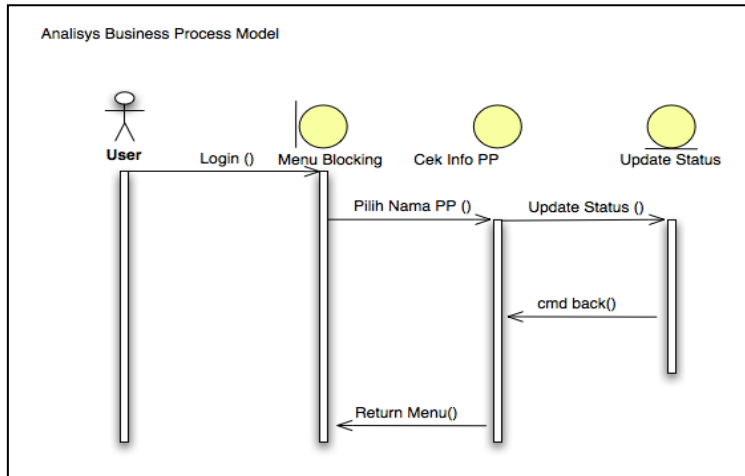 Analisys Business Process Model
User
Login ()
Menu Blocking
Cek Info PP
Update Status
Pilih Nama PP ()
Update Status ()
cmd back()
Return Menu()